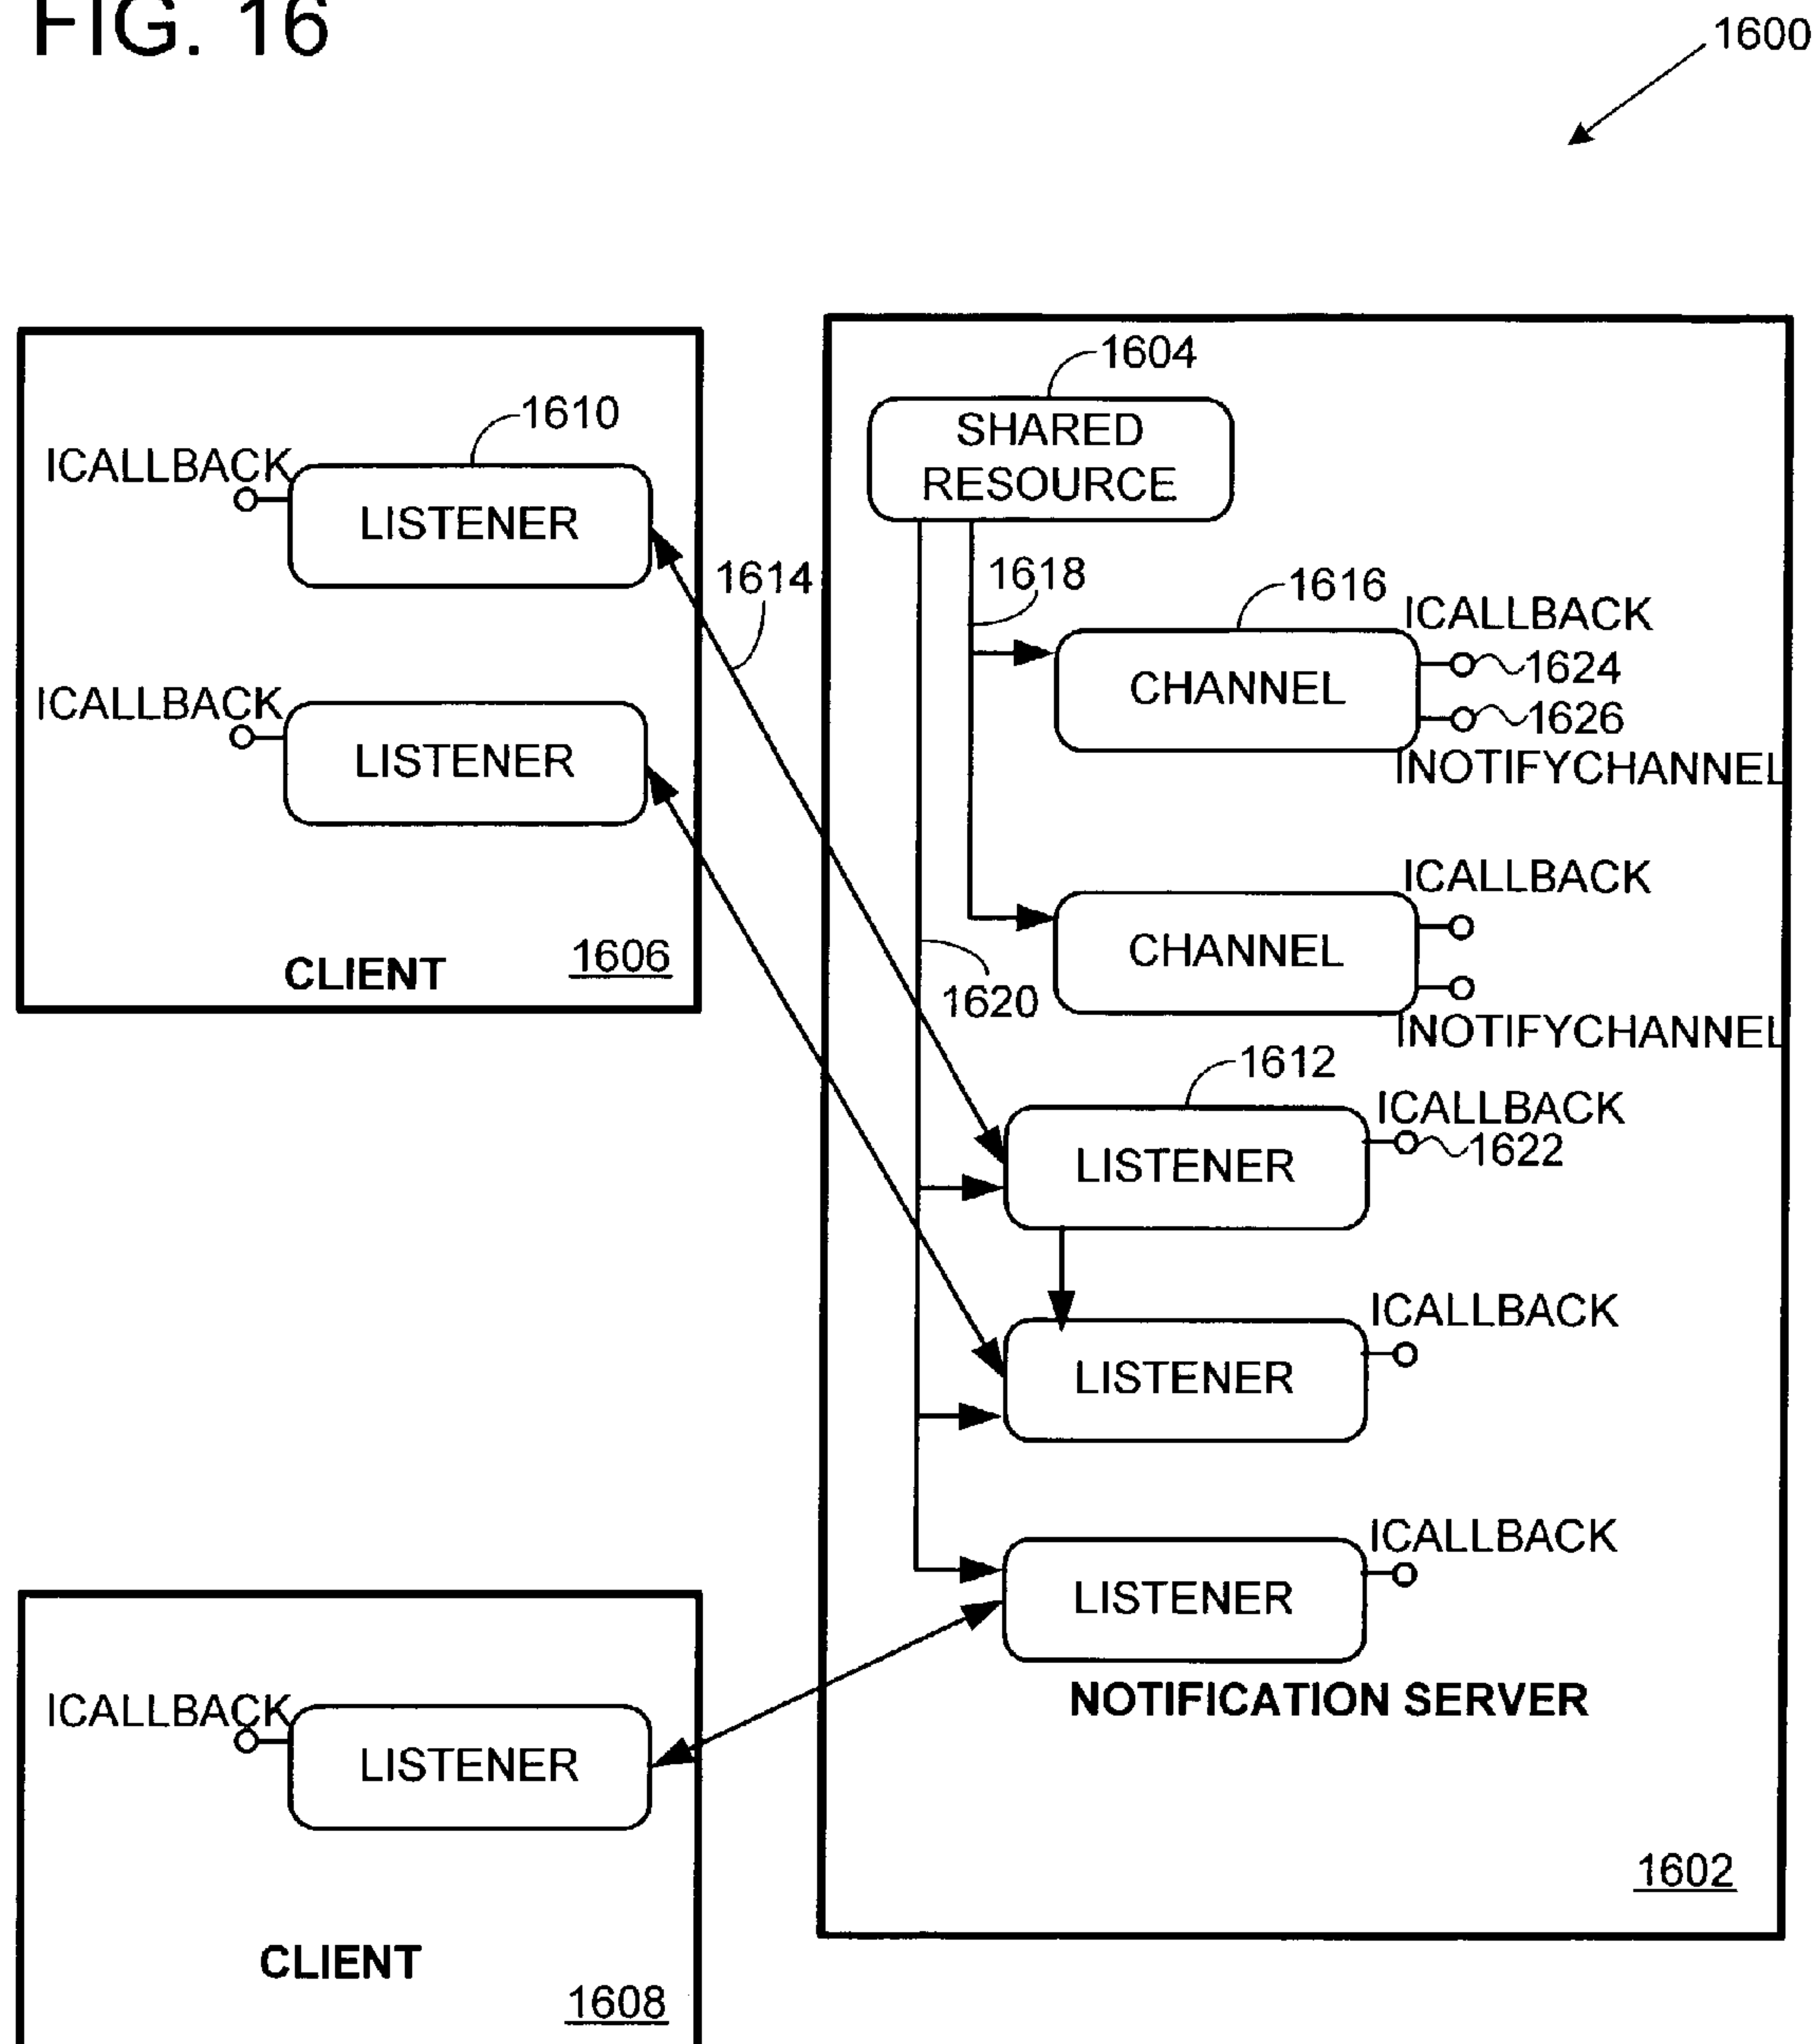 FIG. 16
1600
1604
SHARED
RESOURCE
1610
ICALLBACK
LISTENER
1614
1618
1616
ICALLBACK
1624
CHANNEL
1626
INOTIFYCHANNEL
ICALLBACK
LISTENER
ICALLBACK
CHANNEL
INOTIFYCHANNEL
CLIENT
1606
1620
1612
ICALLBACK
1622
LISTENER
ICALLBACK
LISTENER
ICALLBACK
LISTENER
NOTIFICATION SERVER
ICALLBACK
LISTENER
1602
CLIENT
1608